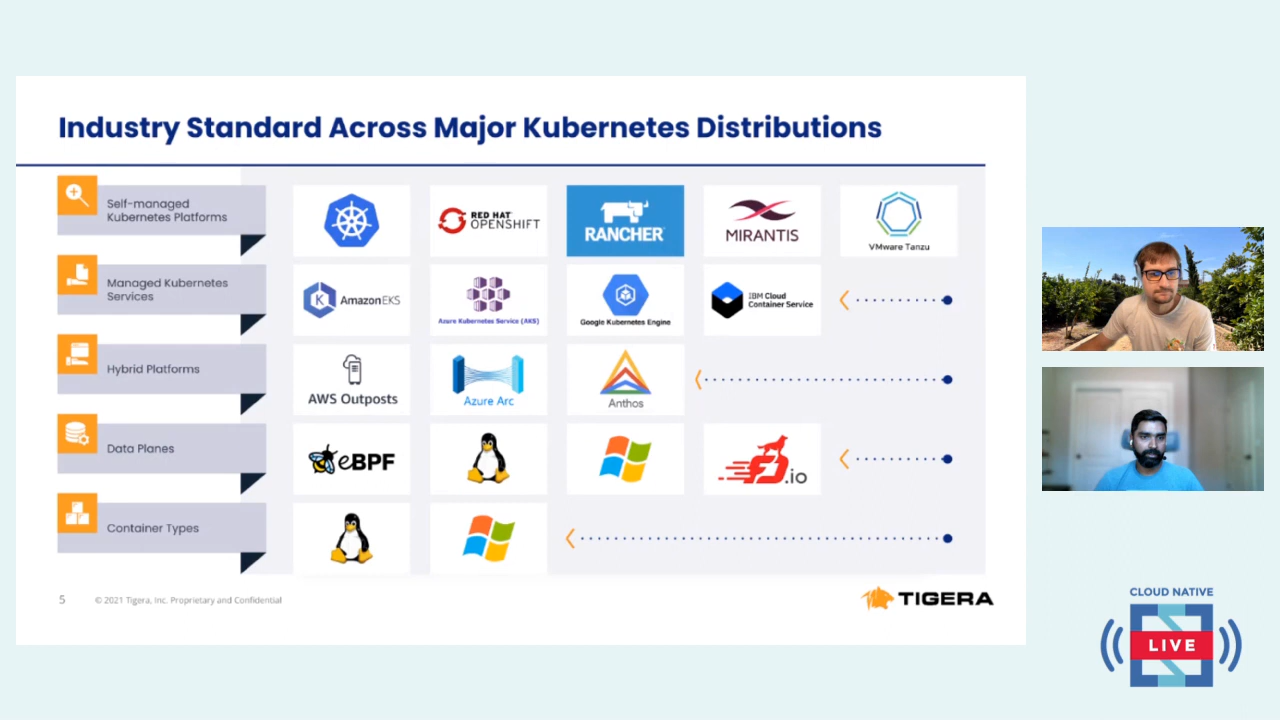 Industry Standard Across Major Kubernetes Distributions
Self-managed
Kubernetes Platforms
RED HAT
OPENSHIFT
RANCHER
MIRANTIS
VMware Tanzu
Managed Kubernetes
Services
Amazon EKS
Azure Kubernetes Service (AKS)
Google Kubernetes Engine
IBM Cloud
Container Service
Hybrid Platforms
AWS Outposts
Azure Arc
Anthos
Data Planes
eBPF
FD.io
Container Types
5
© 2021 Tigera, Inc. Proprietary and Confidential
TIGERA
CLOUD NATIVE
LIVE